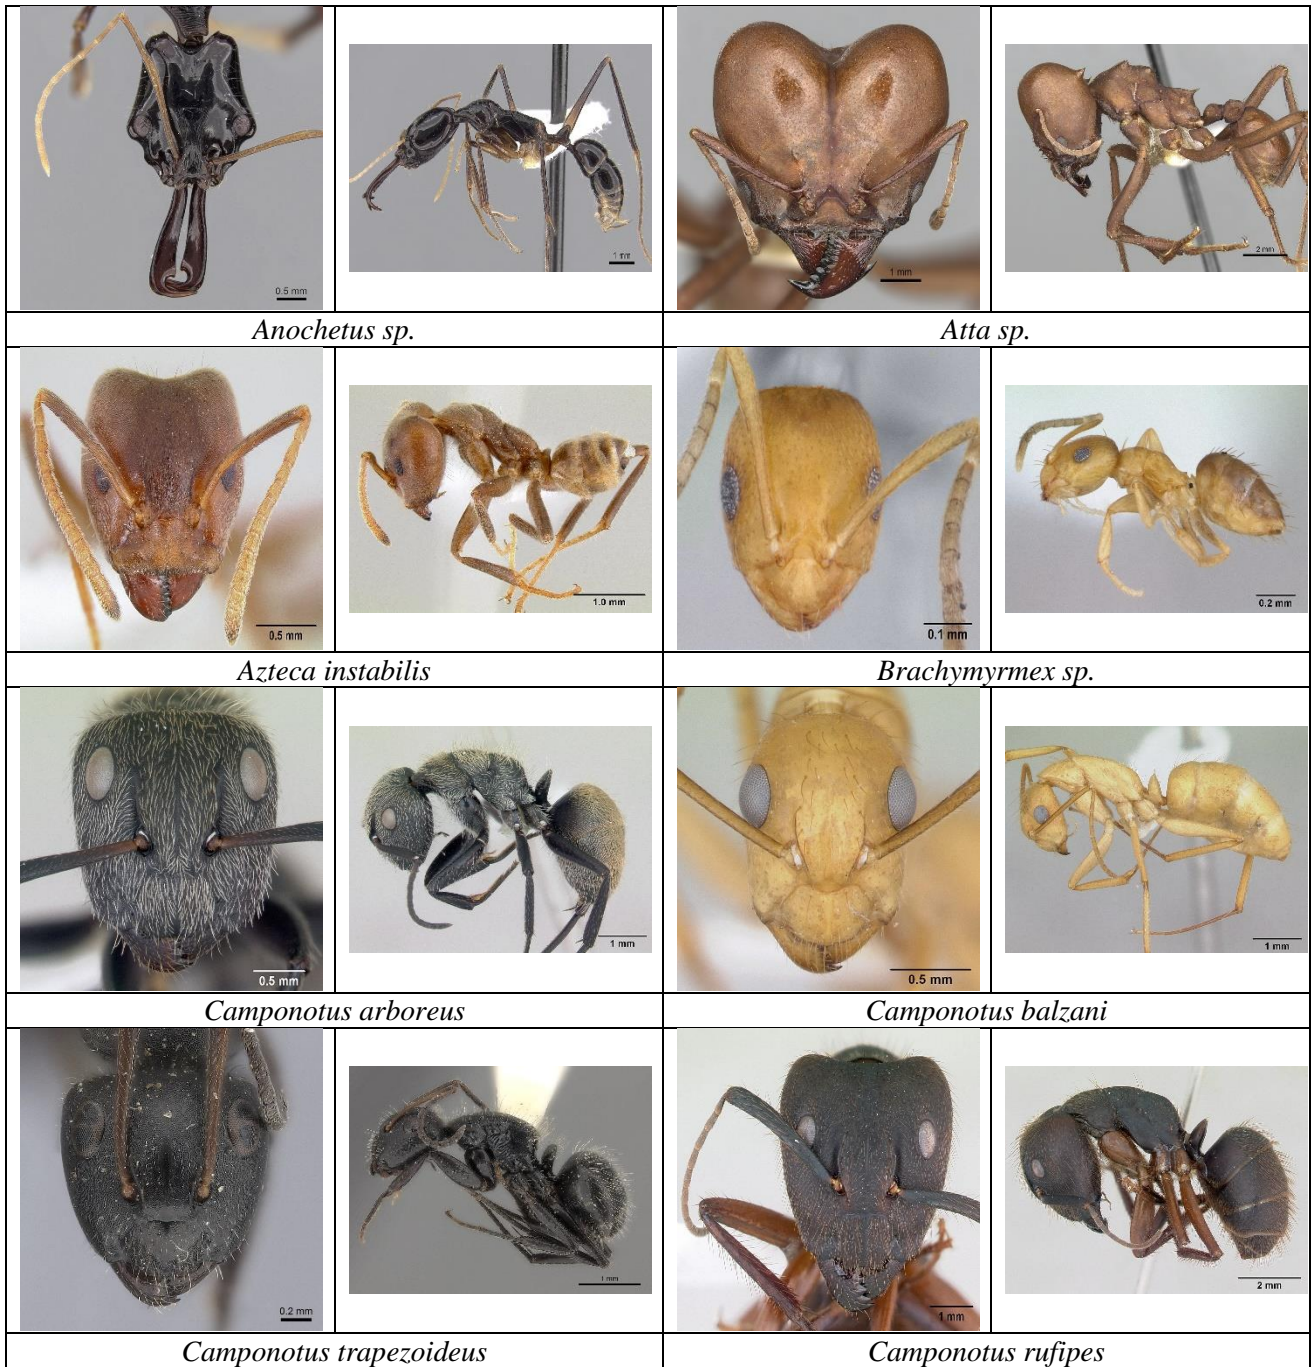 0.5 mm
1 mm
1 mm
2 mm
Anochetus sp.
Atta sp.
0.5 mm
1.0 mm
0.1 mm
0.2 mm
Azteca instabilis
Brachymyrmex sp.
0.5 mm
1 mm
0.5 mm
1 mm
Camponotus arboreus
Camponotus balzani
0.2 mm
1 mm
1 mm
2 mm
Camponotus trapezoideus
Camponotus rufipes